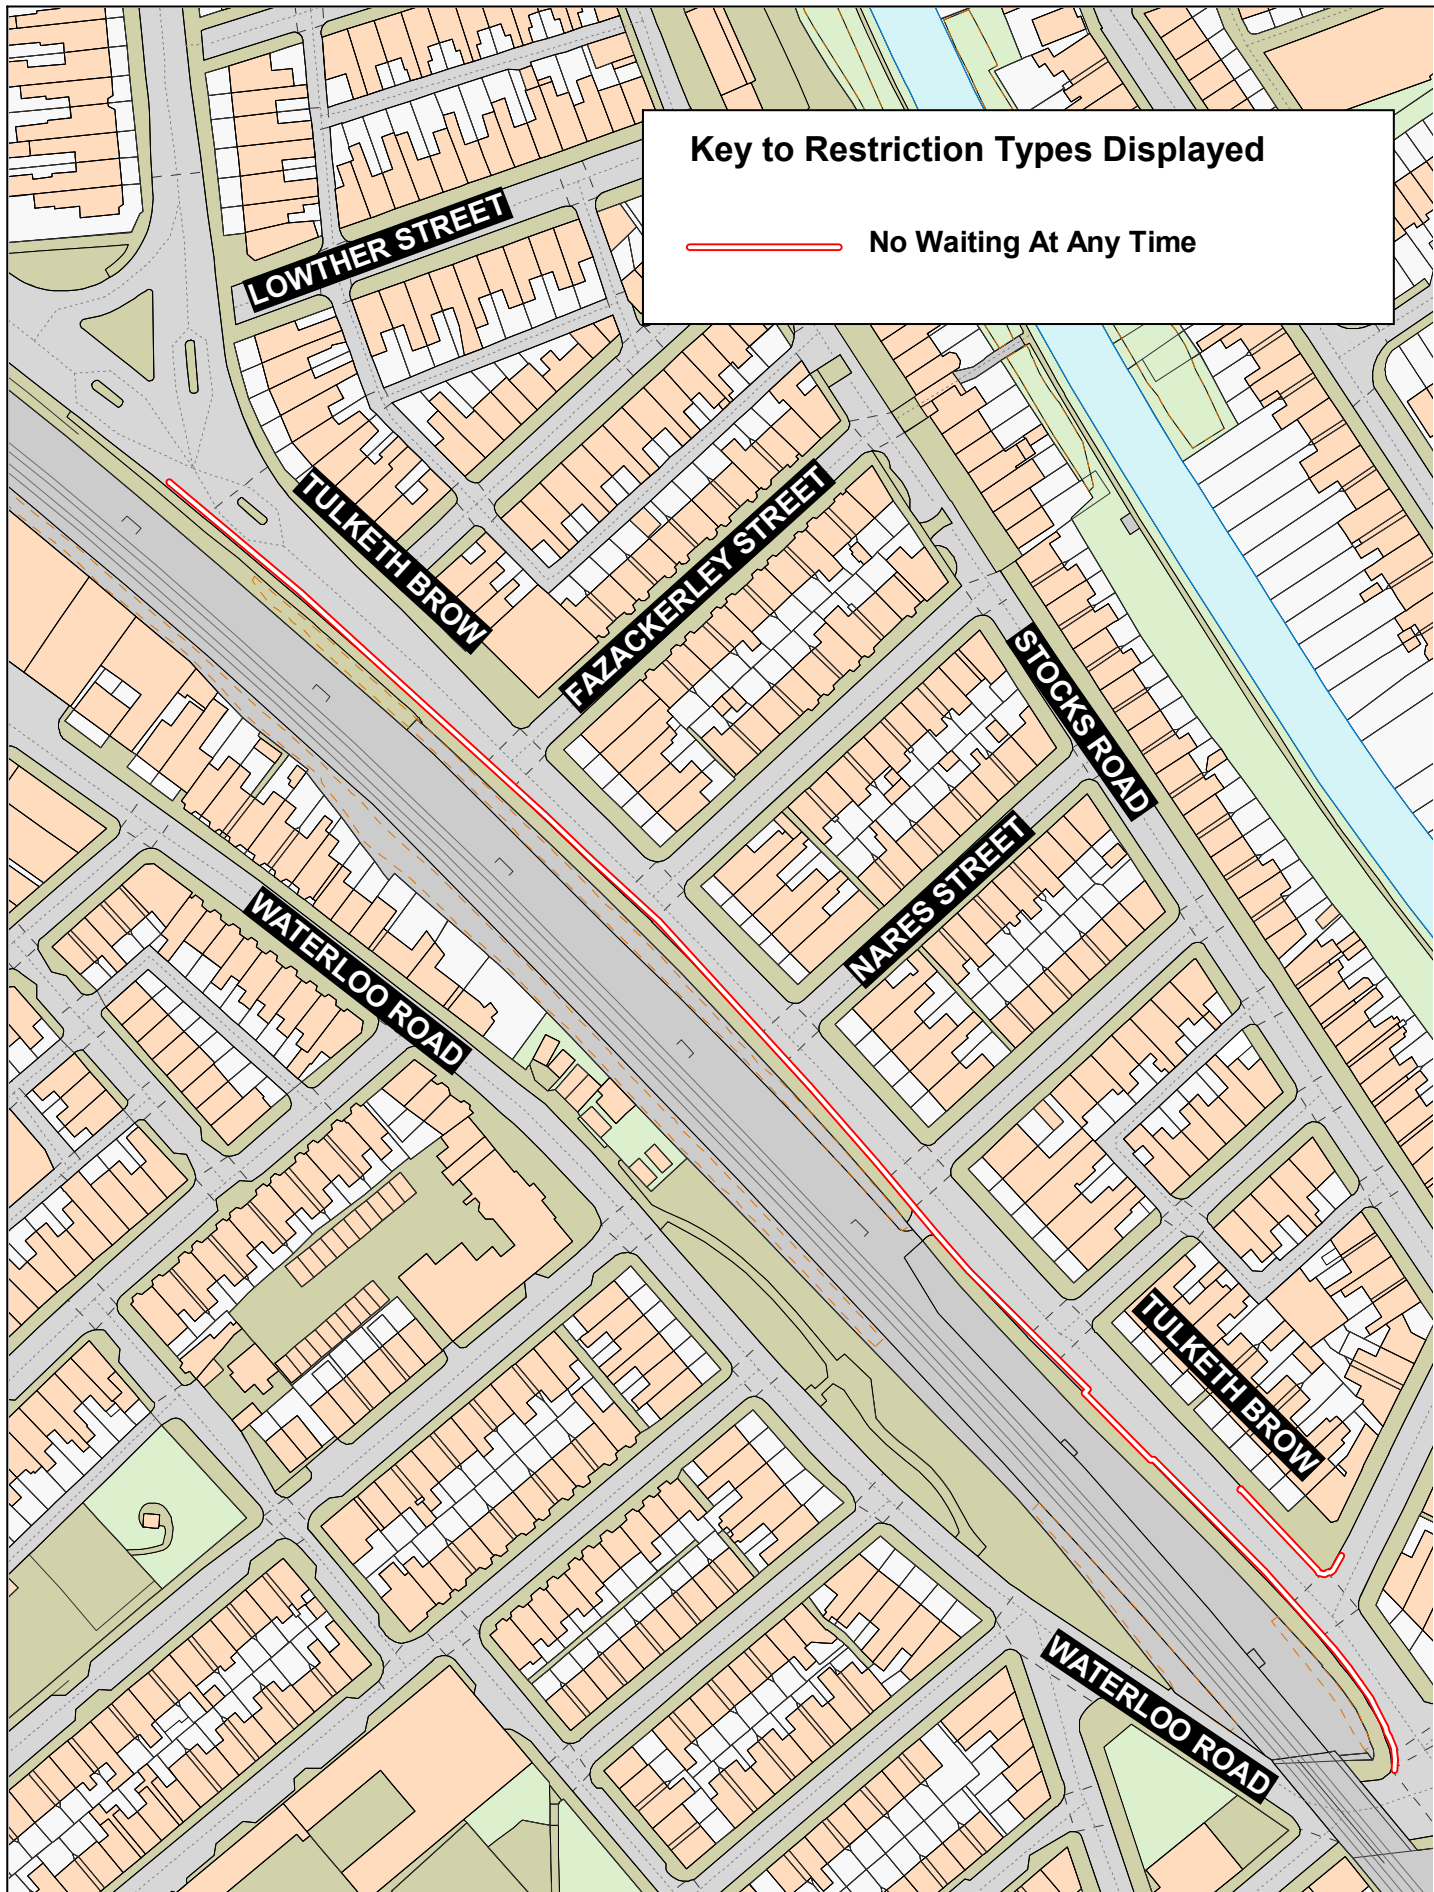 Key to Restriction Types Displayed
No Waiting At Any Time
LOWTHER STREET
TULKETH BROW
FAZACKERLEY STREET
STOCKS ROAD
NARES STREET
WATERLOO ROAD
TULKETH BROW
WATERLOO ROAD